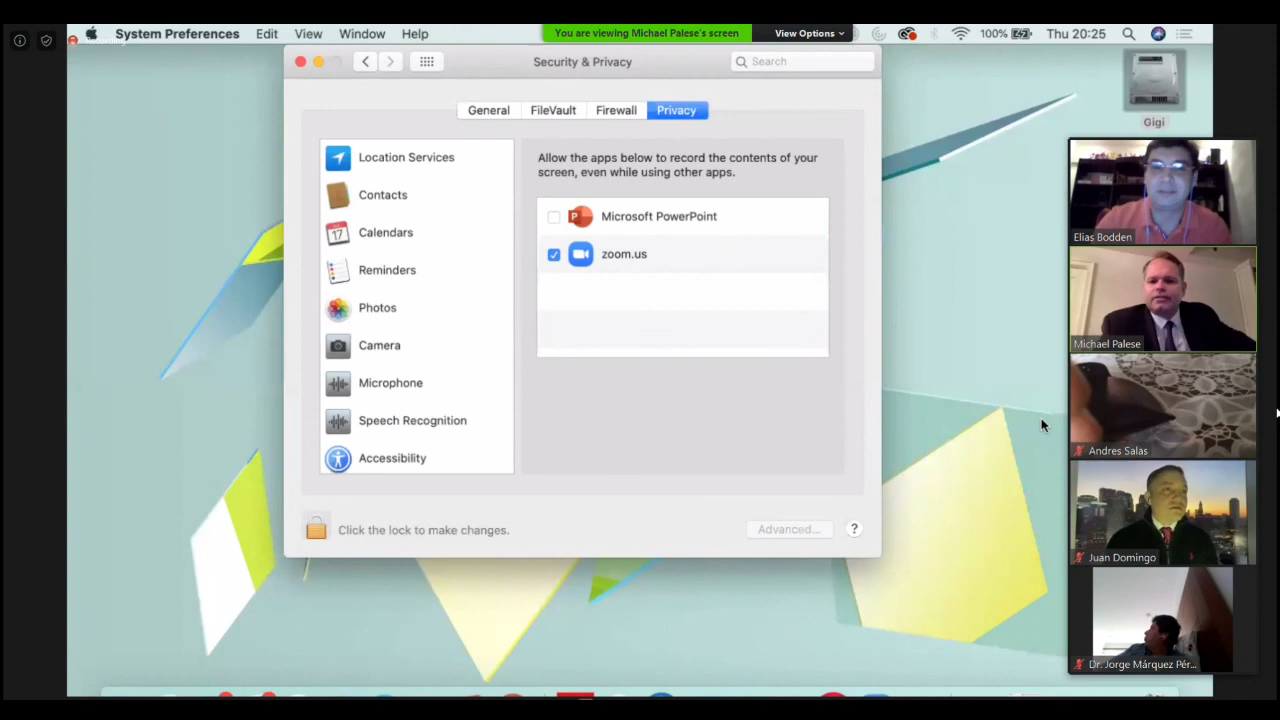 System Preferences Edit View Window Help
You are viewing Michael Palese's screen
View Options
100%
Thu 20:25
Security & Privacy
Search
Gigi
General
FileVault
Firewall
Privacy
Location Services
Contacts
17
Calendars
Reminders
Photos
Camera
Microphone
Speech Recognition
Accessibility
Allow the apps below to record the contents of your
screen, even while using other apps.
P
Microsoft PowerPoint
zoom.us
Click the lock to make changes.
Advanced...
?
Elias Bodden
Michael Palese
Andres Salas
Juan Domingo
Dr. Jorge Márquez Pér...